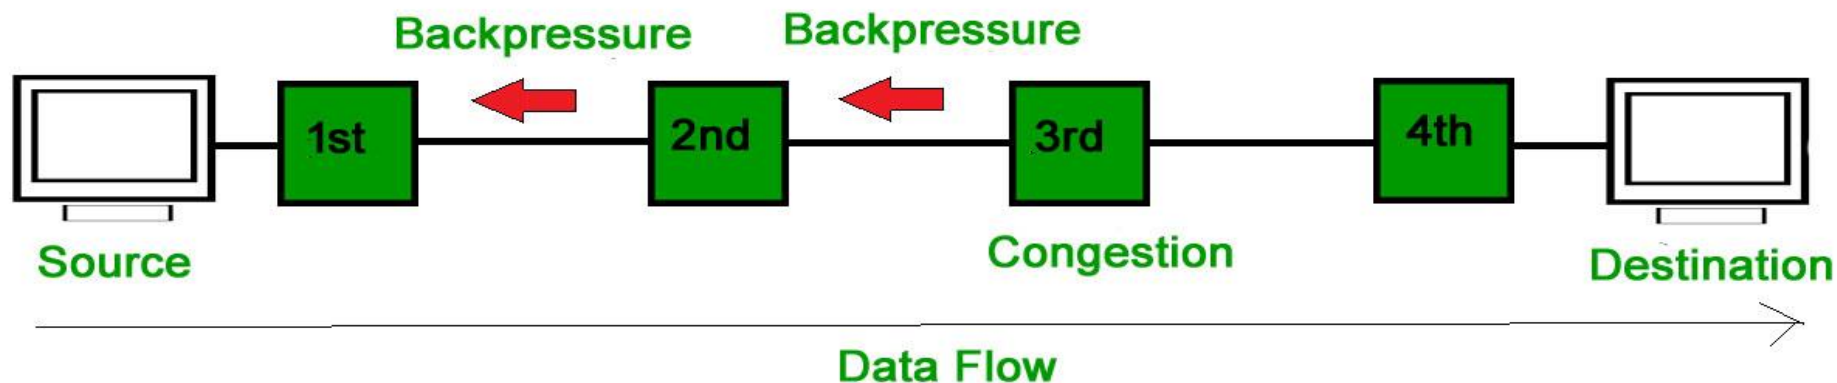 Backpressure
Backpressure
1st
2nd
3rd
4th
Source
Congestion
Destination
Data Flow